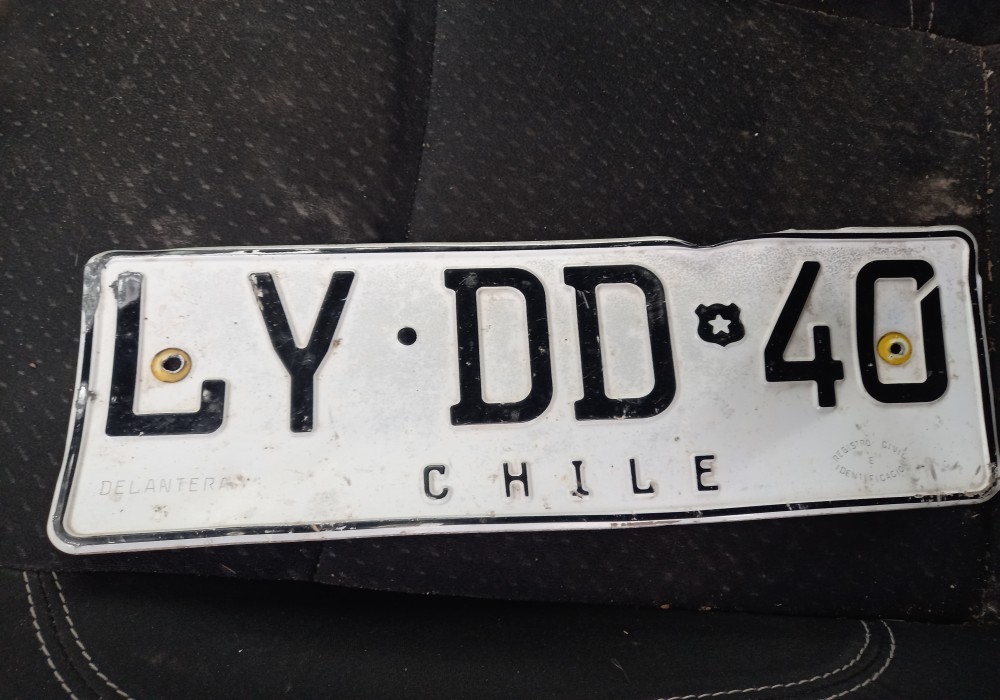 LY·DD 40
CHILE
DELANTERA
REGISTRO CIVIL
E
IDENTIFICACION